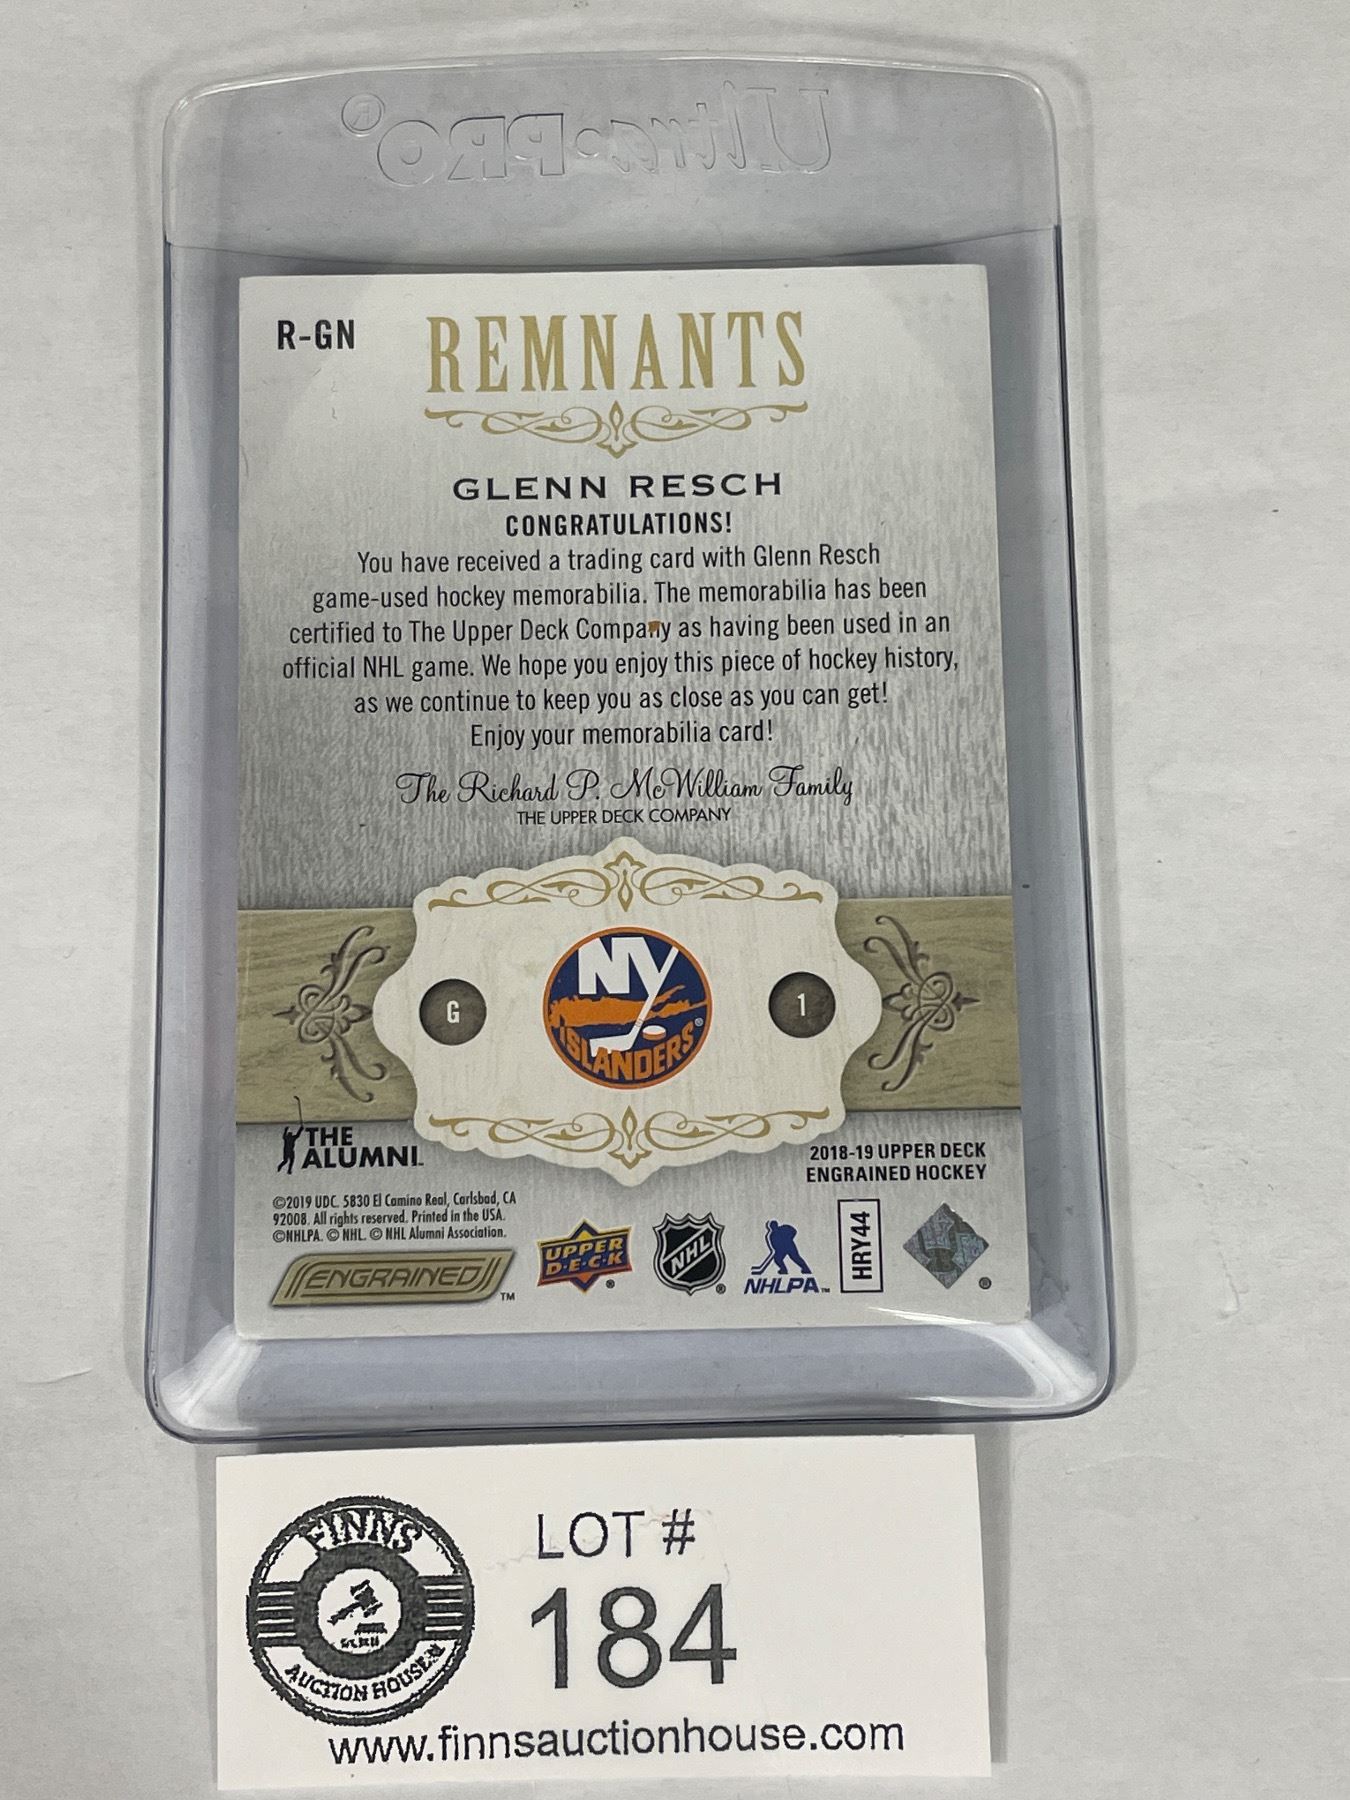 Ultra•PRO®
R-GN
REMNANTS
GLENN RESCH
CONGRATULATIONS!
You have received a trading card with Glenn Resch
game-used hockey memorabilia. The memorabilia has been
certified to The Upper Deck Company as having been used in an
official NHL game. We hope you enjoy this piece of hockey history,
as we continue to keep you as close as you can get!
Enjoy your memorabilia card!
The Richard P. McWilliam Family
THE UPPER DECK COMPANY
G
NY
ISLANDERS®
1
THE
ALUMNI™
2018-19 UPPER DECK
ENGRAINED HOCKEY
©2019 UDC. 5830 El Camino Real, Carlsbad, CA
92008. All rights reserved. Printed in the USA.
©NHLPA. © NHL. © NHL Alumni Association.
ENGRAINED™
UPPER
D·E·C·K®
NHL®
NHLPA™
HRY44
®
FINNS
AUCTION HOUSE
LOT #
184
www.finnsauctionhouse.com